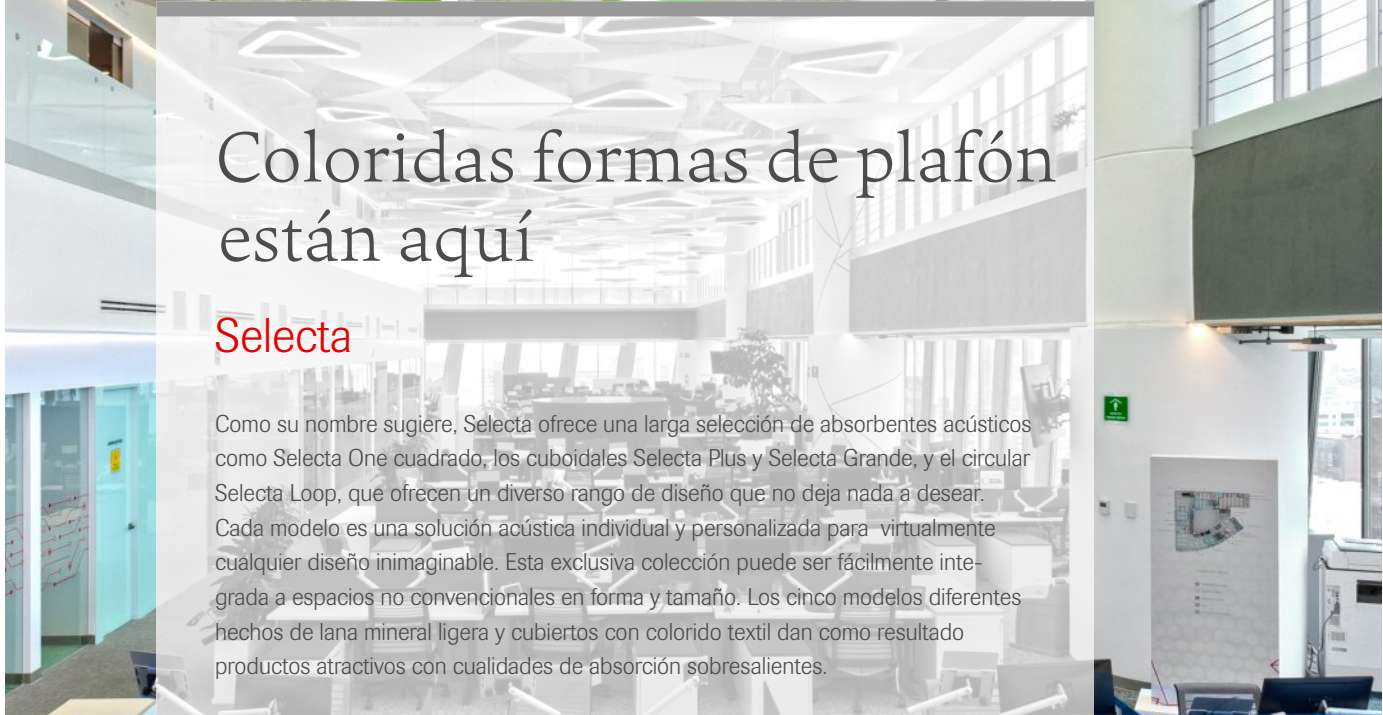 Coloridas formas de plafón
están aquí
Selecta
Como su nombre sugiere, Selecta ofrece una larga selección de absorbentes acústicos
como Selecta One cuadrado, los cuboidales Selecta Plus y Selecta Grande, y el circular
Selecta Loop, que ofrecen un diverso rango de diseño que no deja nada a desear.
Cada modelo es una solución acústica individual y personalizada para  virtualmente
cualquier diseño inimaginable. Esta exclusiva colección puede ser fácilmente inte-
grada a espacios no convencionales en forma y tamaño. Los cinco modelos diferentes
hechos de lana mineral ligera y cubiertos con colorido textil dan como resultado
productos atractivos con cualidades de absorción sobresalientes.